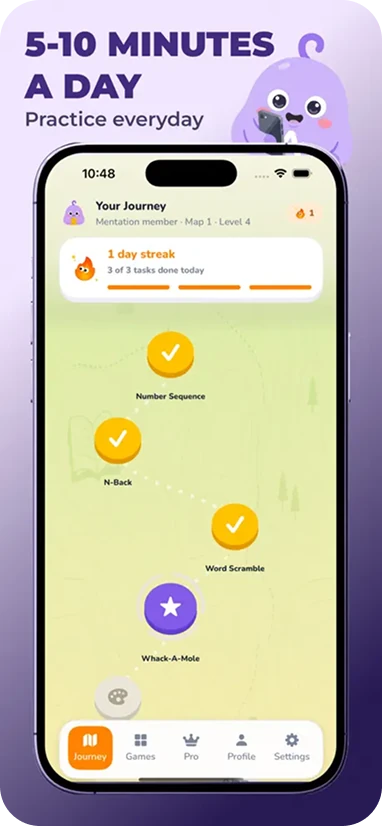 5-10 MINUTES
A DAY
Practice everyday
10:48
Your Journey
Mentation member · Map 1 · Level 4
1
1 day streak
3 of 3 tasks done today
Number Sequence
N-Back
Word Scramble
Whack-A-Mole
Journey Games Pro Profile Settings